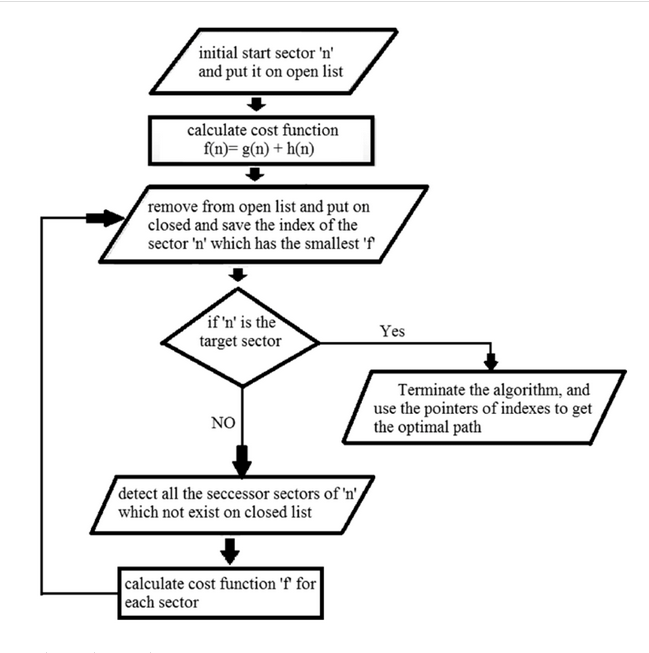 initial start sector 'n'
and put it on open list
calculate cost function
f(n)= g(n) + h(n)
remove from open list and put on
closed and save the index of the
sector 'n' which has the smallest 'f'
if 'n' is the
target sector
Yes
Terminate the algorithm, and
use the pointers of indexes to get
the optimal path
NO
detect all the seccessor sectors of 'n'
which not exist on closed list
calculate cost function 'f' for
each sector